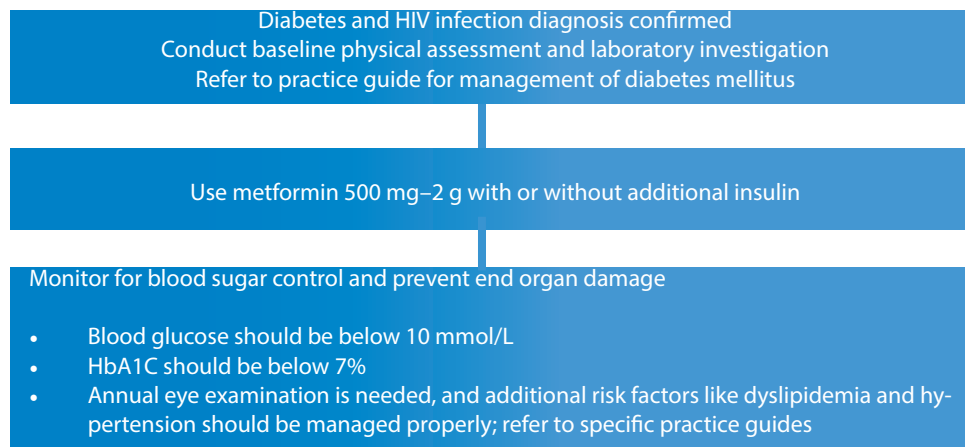 Diabetes and HIV infection diagnosis confirmed
Conduct baseline physical assessment and laboratory investigation
Refer to practice guide for management of diabetes mellitus
Use metformin 500 mg–2 g with or without additional insulin
Monitor for blood sugar control and prevent end organ damage
• Blood glucose should be below 10 mmol/L
• HbA1C should be below 7%
• Annual eye examination is needed, and additional risk factors like dyslipidemia and hy-
pertension should be managed properly; refer to specific practice guides